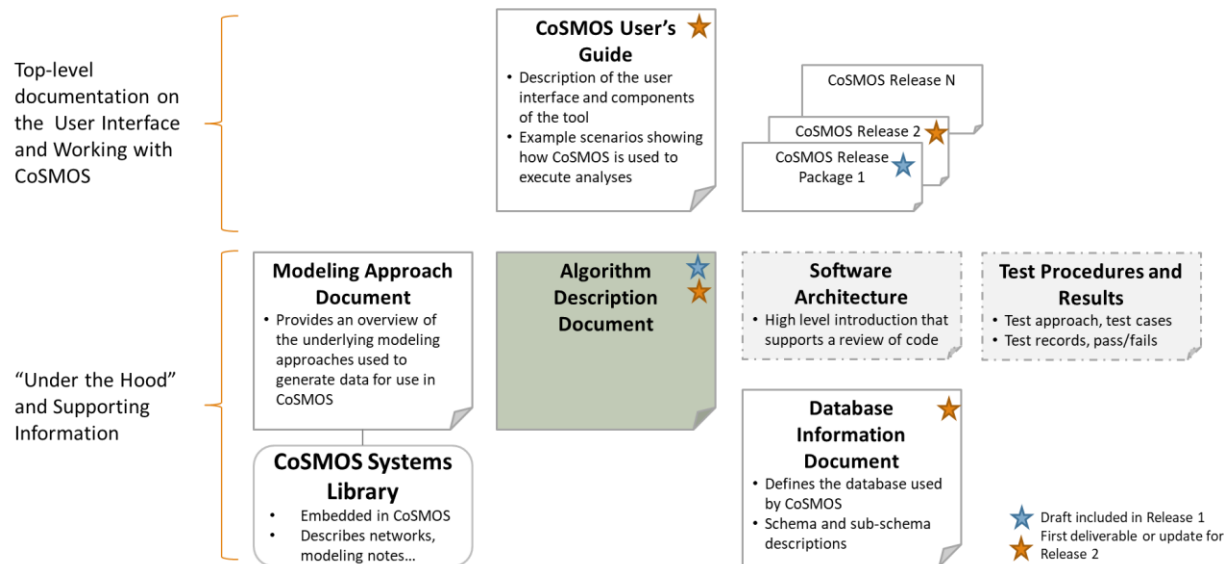 Top-level
documentation on
the User Interface
and Working with
CoSMOS
CoSMOS User's
Guide
• Description of the user
interface and components
of the tool
• Example scenarios showing
how CoSMOS is used to
execute analyses
CoSMOS Release N
CoSMOS Release 2
CoSMOS Release
Package 1
“Under the Hood”
and Supporting
Information
Modeling Approach
Document
• Provides an overview of
the underlying modeling
approaches used to
generate data for use in
CoSMOS
CoSMOS Systems
Library
• Embedded in CoSMOS
• Describes networks,
modeling notes…
Algorithm
Description
Document
Software
Architecture
• High level introduction that
supports a review of code
Test Procedures and
Results
• Test approach, test cases
• Test records, pass/fails
Database
Information
Document
• Defines the database used
by CoSMOS
• Schema and sub-schema
descriptions
Draft included in Release 1
First deliverable or update for
Release 2